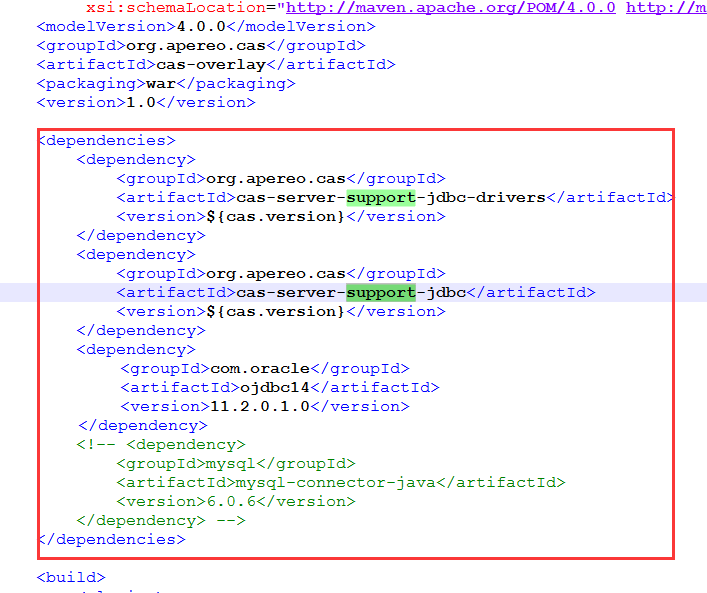 xsi:schemaLocation="http://maven.apache.org/POM/4.0.0 http://m
<modelVersion>4.0.0</modelVersion>
<groupId>org.apereo.cas</groupId>
<artifactId>cas-overlay</artifactId>
<packaging>war</packaging>
<version>1.0</version>
<dependencies>
<dependency>
<groupId>org.apereo.cas</groupId>
<artifactId>cas-server-support-jdbc-drivers</artifactId>
<version>${cas.version}</version>
</dependency>
<dependency>
<groupId>org.apereo.cas</groupId>
<artifactId>cas-server-support-jdbc</artifactId>
<version>${cas.version}</version>
</dependency>
<dependency>
<groupId>com.oracle</groupId>
<artifactId>ojdbc14</artifactId>
<version>11.2.0.1.0</version>
</dependency>
<!-- <dependency>
<groupId>mysql</groupId>
<artifactId>mysql-connector-java</artifactId>
<version>6.0.6</version>
</dependency> -->
</dependencies>
<build>